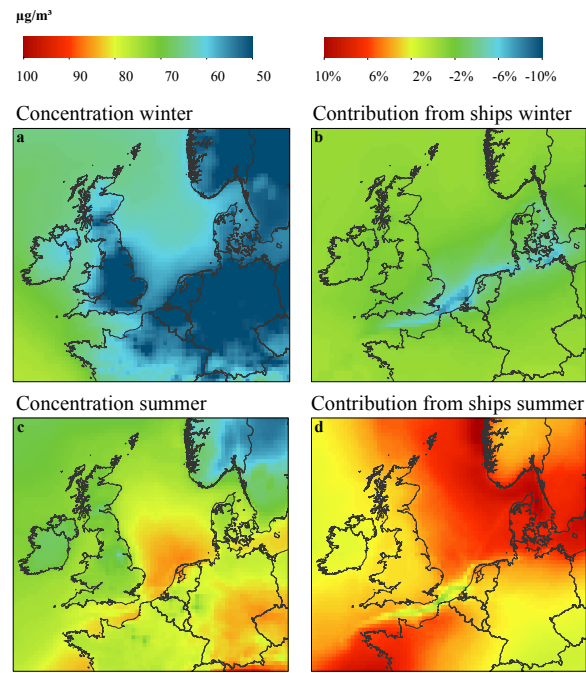 µg/m³
100 90 80 70 60 50
10% 6% 2% -2% -6% -10%
Concentration winter
Contribution from ships winter
a
b
Concentration summer
Contribution from ships summer
c
d